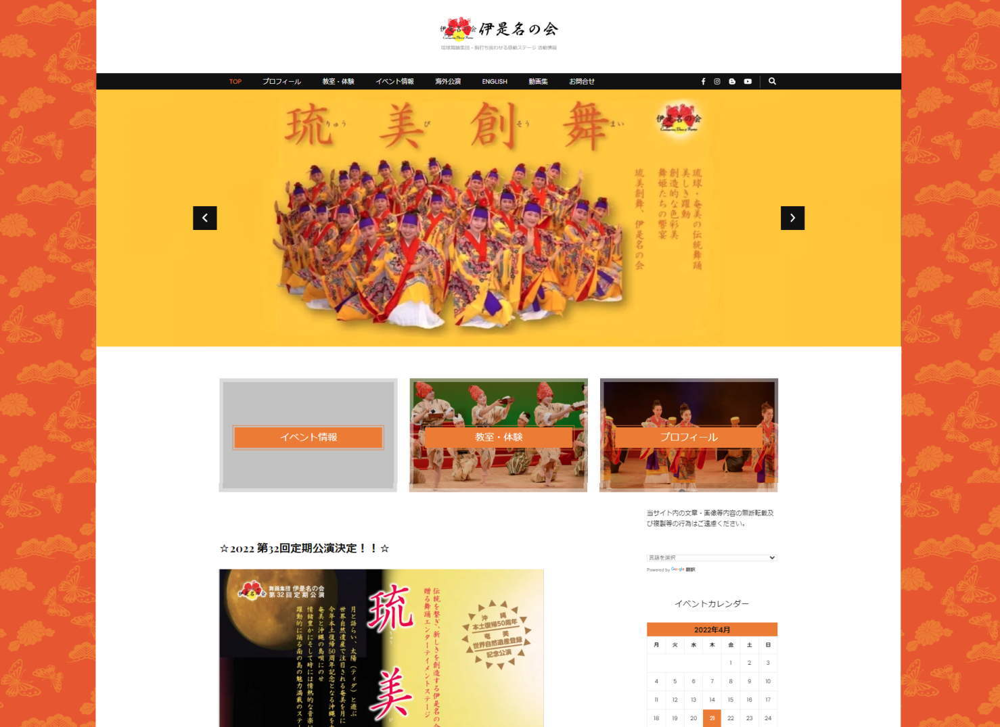 伊是名の会
伊是名の会
TOP
プロフィール
教室・体験
イベント情報
海外公演
ENGLISH
動画集
お問合せ
琉美創舞
りゅう
び
そう
まい
伊是名の会
琉球・奄美の伝統舞踊
美しき躍動
創造的な色彩美
舞姫たちの響宴
琉美創舞、伊是名の会
イベント情報
教室・体験
プロフィール
当サイト内の文章・画像等内容の無断転載及
び複製等の行為はご遠慮ください。
☆2022 第32回定期公演決定！！☆
言語を選択
Powered by Google 翻訳
イベントカレンダー
2022年4月
月 火 水 木 金 土 日
1 2 3
4 5 6 7 8 9 10
11 12 13 14 15 16 17
18 19 20 21 22 23 24
伊是名の会
舞踊集団 伊是名の会
第32回定期公演
琉美
伝統を繋ぎ、新しきを創造する伊是名の会
贈る舞踊エンターテイメントステージ
沖縄
本土復帰50周年
奄美
世界自然遺産登録
記念公演
月と語らい、太陽（ティダ）と遊ぶ
世界自然遺産で注目される奄美を月に
今年本土復帰50周年記念となる沖縄を
奄美と沖縄の島唄にのせ
情緒豊かにそして時には情熱的な音楽に
躍動的に踊る南の島の魅力満載のステー